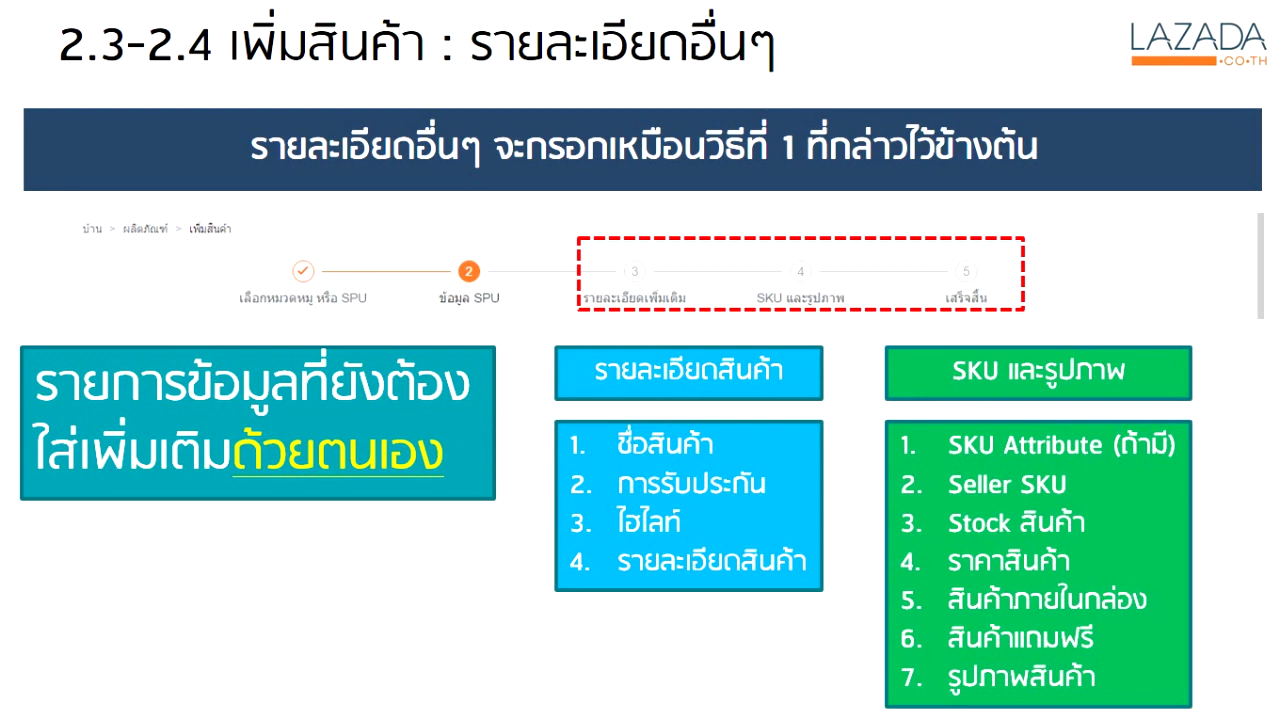 2.3-2.4 เพิ่มสินค้า : รายละเอียดอื่นๆ
LAZADA
.CO.TH
รายละเอียดอื่นๆ จะกรอกเหมือนวิธีที่ 1 ที่กล่าวไว้ข้างต้น
บ้าน > ผลิตภัณฑ์ > เพิ่มสินค้า
2 3 4 5
เลือกหมวดหมู่ หรือ SPU ข้อมูล SPU รายละเอียดเพิ่มเติม SKU และรูปภาพ เสร็จสิ้น
รายการข้อมูลที่ยังต้อง
ใส่เพิ่มเติมด้วยตนเอง
รายละเอียดสินค้า
1. ชื่อสินค้า
2. การรับประกัน
3. ไฮไลท์
4. รายละเอียดสินค้า
SKU และรูปภาพ
1. SKU Attribute (ถ้ามี)
2. Seller SKU
3. Stock สินค้า
4. ราคาสินค้า
5. สินค้าภายในกล่อง
6. สินค้าแถมฟรี
7. รูปภาพสินค้า